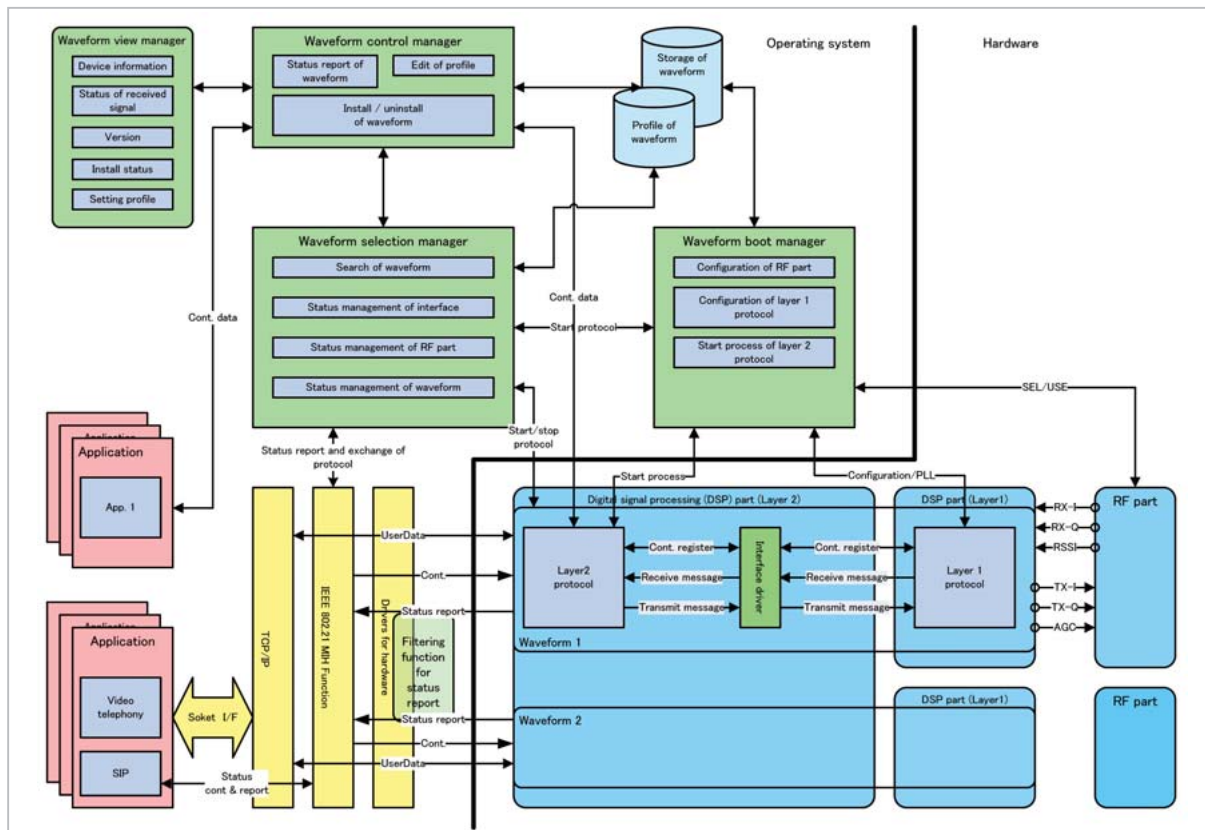 Waveform view manager
Device information
Status of received
signal
Version
Install status
Setting profile
Waveform control manager
Status report of
waveform
Edit of profile
Install / uninstall
of waveform
Storage of
waveform
Profile of
waveform
Operating system
Hardware
Waveform selection manager
Search of waveform
Status management of interface
Status management of RF part
Status management of waveform
Waveform boot manager
Configuration of RF part
Configuration of layer 1
protocol
Start process of layer 2
protocol
Cont. data
Cont. data
Start protocol
SEL/USE
Start/stop
protocol
Status report and exchange of
protocol
Start process
Configuration/PLL
Application
Application
App. 1
Application
Video
telephony
SIP
Soket I/F
Status
cont & report
TCP/IP
IEEE 802.21 MIH Function
Drivers for hardware
Filtering
function
for
status
report
UserData
Cont.
Status report
Status report
Cont.
UserData
Digital signal processing (DSP) part (Layer 2)
Layer2
protocol
Cont. register
Receive message
Transmit message
Interface driver
Cont. register
Receive message
Transmit message
Waveform 1
DSP part (Layer1)
Layer 1
protocol
RX-I
RX-Q
RSSI
TX-I
TX-Q
AGC
RF part
Waveform 2
DSP part (Layer1)
RF part